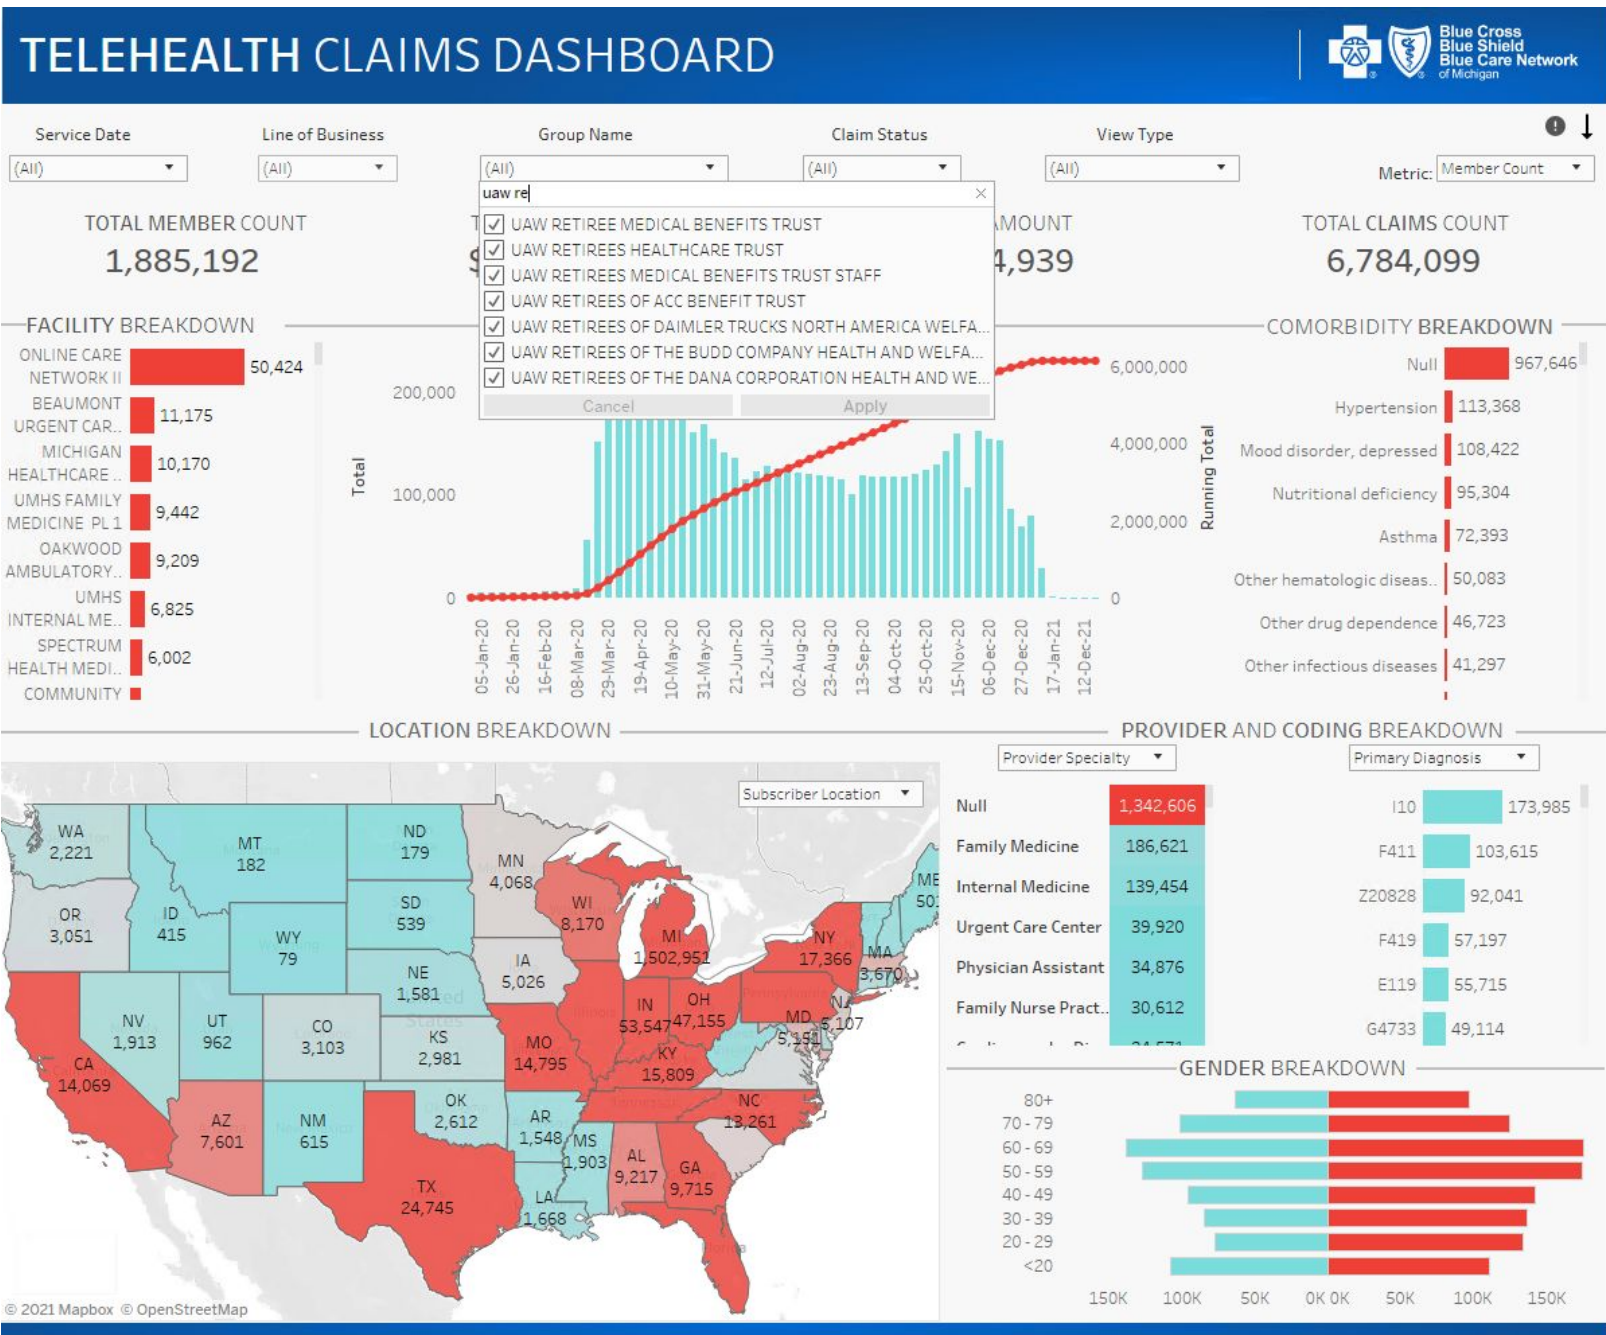 TELEHEALTH CLAIMS DASHBOARD
Blue Cross
Blue Shield
Blue Care Network
of Michigan
Service Date
Line of Business
Group Name
Claim Status
View Type
(All)
(All)
(All)
(All)
(All)
Metric: Member Count
uaw re
UAW RETIREE MEDICAL BENEFITS TRUST
UAW RETIREES HEALTHCARE TRUST
UAW RETIREES MEDICAL BENEFITS TRUST STAFF
UAW RETIREES OF ACC BENEFIT TRUST
UAW RETIREES OF DAIMLER TRUCKS NORTH AMERICA WELFA...
UAW RETIREES OF THE BUDD COMPANY HEALTH AND WELFA...
UAW RETIREES OF THE DANA CORPORATION HEALTH AND WE...
Cancel
Apply
TOTAL MEMBER COUNT
1,885,192
AMOUNT
4,939
TOTAL CLAIMS COUNT
6,784,099
FACILITY BREAKDOWN
ONLINE CARE
NETWORK II
50,424
BEAUMONT
URGENT CAR..
11,175
MICHIGAN
HEALTHCARE ..
10,170
UMHS FAMILY
MEDICINE PL 1
9,442
OAKWOOD
AMBULATORY..
9,209
UMHS
INTERNAL ME..
6,825
SPECTRUM
HEALTH MEDI..
6,002
COMMUNITY
Total
200,000
100,000
0
6,000,000
4,000,000
2,000,000
0
Running Total
05-Jan-20
26-Jan-20
16-Feb-20
08-Mar-20
29-Mar-20
19-Apr-20
10-May-20
31-May-20
21-Jun-20
12-Jul-20
02-Aug-20
23-Aug-20
13-Sep-20
04-Oct-20
25-Oct-20
15-Nov-20
06-Dec-20
27-Dec-20
17-Jan-21
12-Dec-21
COMORBIDITY BREAKDOWN
Null 967,646
Hypertension 113,368
Mood disorder, depressed 108,422
Nutritional deficiency 95,304
Asthma 72,393
Other hematologic diseas.. 50,083
Other drug dependence 46,723
Other infectious diseases 41,297
LOCATION BREAKDOWN
Subscriber Location
WA
2,221
MT
182
ND
179
MN
4,068
OR
3,051
ID
415
WY
79
SD
539
WI
8,170
MI
1,502,951
NY
17,366
MA
3,670
NE
1,581
IA
5,026
NV
1,913
UT
962
CO
3,103
KS
2,981
MO
14,795
IN
53,547
OH
47,155
KY
15,809
MD
5,151
5,107
CA
14,069
AZ
7,601
NM
615
OK
2,612
AR
1,548
MS
1,903
AL
9,217
GA
9,715
NC
13,261
TX
24,745
LA
1,668
© 2021 Mapbox © OpenStreetMap
PROVIDER AND CODING BREAKDOWN
Provider Specialty
Primary Diagnosis
Null 1,342,606
Family Medicine 186,621
Internal Medicine 139,454
Urgent Care Center 39,920
Physician Assistant 34,876
Family Nurse Pract.. 30,612
I10 173,985
F411 103,615
Z20828 92,041
F419 57,197
E119 55,715
G4733 49,114
GENDER BREAKDOWN
80+
70 - 79
60 - 69
50 - 59
40 - 49
30 - 39
20 - 29
<20
150K 100K 50K 0K 0K 50K 100K 150K